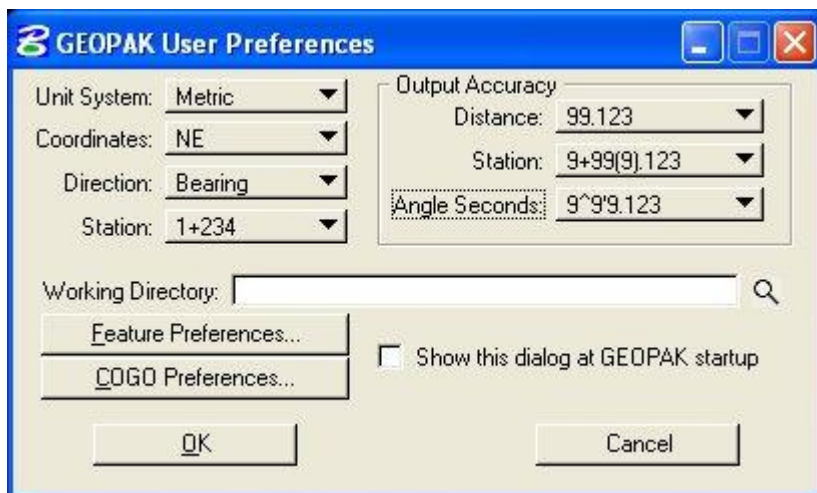 GEOPAK User Preferences
Unit System: Metric
Coordinates: NE
Direction: Bearing
Station: 1+234
Output Accuracy
Distance: 99.123
Station: 9+99(9).123
Angle Seconds: 9^9'9.123
Working Directory:
Feature Preferences...
COGO Preferences...
Show this dialog at GEOPAK startup
OK
Cancel